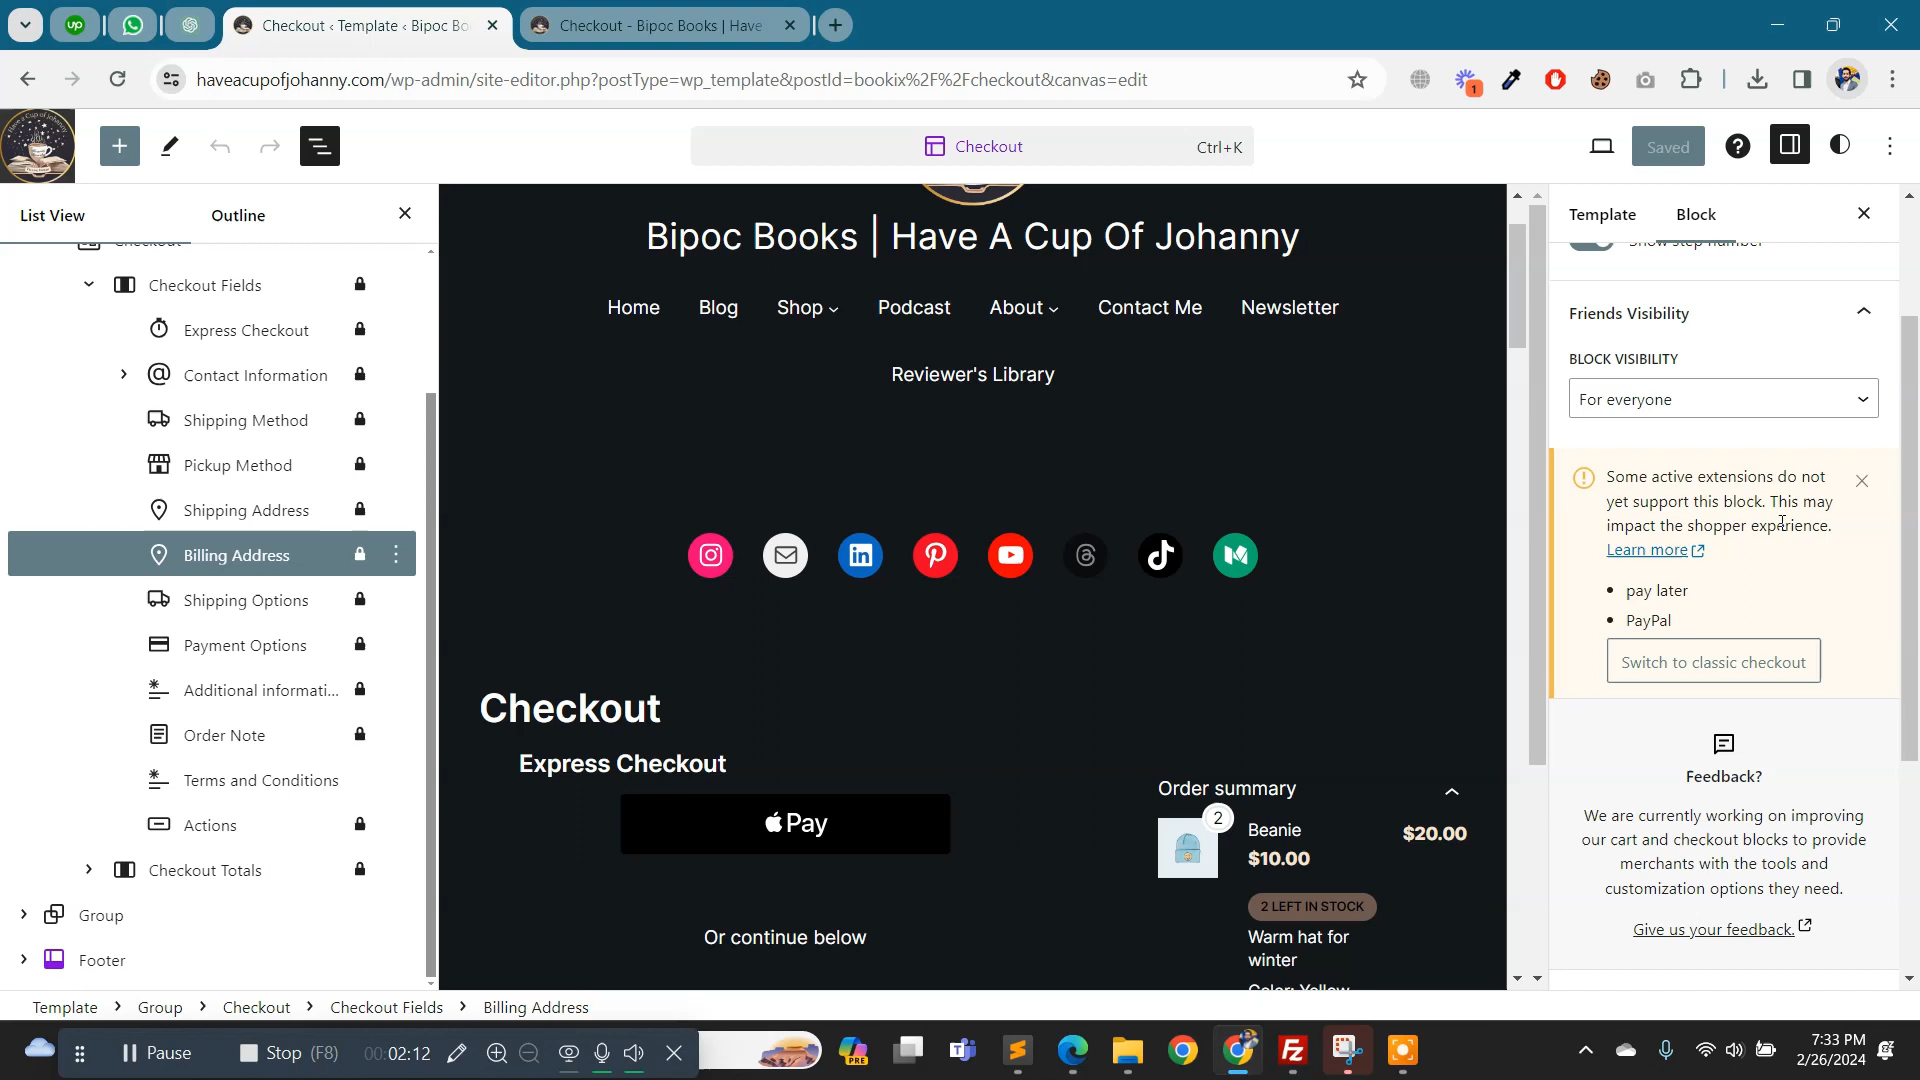 Checkout ‹ Template ‹ Bipoc Bo
Checkout - Bipoc Books | Have
haveacupofjohanny.com/wp-admin/site-editor.php?postType=wp_template&postId=bookix%2F%2Fcheckout&canvas=edit
1
Checkout
Ctrl+K
Saved
List View
Outline
Checkout
Checkout Fields
Express Checkout
Contact Information
Shipping Method
Pickup Method
Shipping Address
Billing Address
Shipping Options
Payment Options
Additional informati...
Order Note
Terms and Conditions
Actions
Checkout Totals
Group
Footer
Bipoc Books | Have A Cup Of Johanny
Home
Blog
Shop
Podcast
About
Contact Me
Newsletter
Reviewer's Library
Checkout
Express Checkout
Pay
Or continue below
Order summary
2
Beanie
$20.00
$10.00
2 LEFT IN STOCK
Warm hat for
winter
Color: Yellow
Template
Block
Show step number
Friends Visibility
BLOCK VISIBILITY
For everyone
Some active extensions do not
yet support this block. This may
impact the shopper experience.
Learn more
• pay later
• PayPal
Switch to classic checkout
Feedback?
We are currently working on improving
our cart and checkout blocks to provide
merchants with the tools and
customization options they need.
Give us your feedback.
Template > Group > Checkout > Checkout Fields > Billing Address
Pause
Stop (F8)
00:02:12
PRE
7:33 PM
2/26/2024